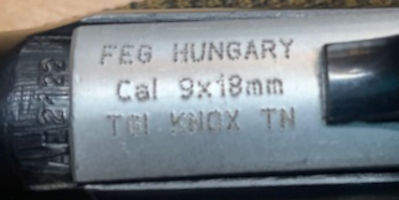 FEG HUNGARY
Cal 9x18mm
TGI KNOX TN